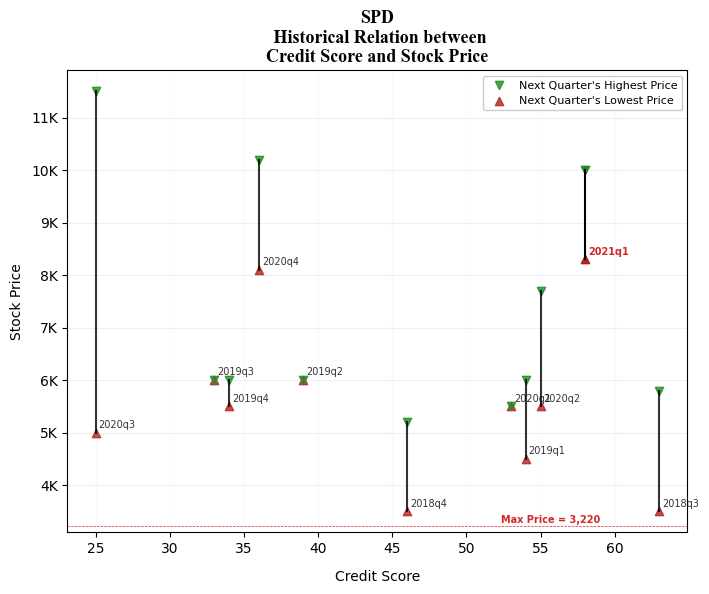 SPD
Historical Relation between
Credit Score and Stock Price
Next Quarter's Highest Price
Next Quarter's Lowest Price
Stock Price
11K
10K
9K
8K
7K
6K
5K
4K
2020q4
2021q1
2019q3
2019q2
2019q4
2020q1
2020q2
2020q3
2019q1
2018q4
2018q3
Max Price = 3,220
25
30
35
40
45
50
55
60
Credit Score